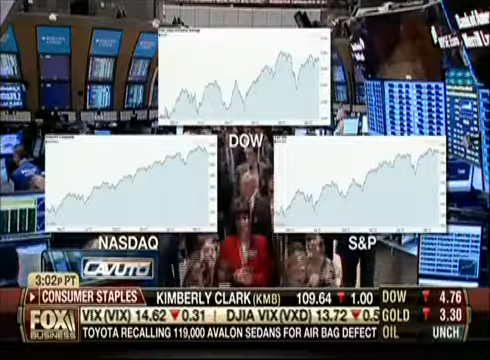 DOW
NASDAQ
S&P
CAVUTO
3:02P PT
CONSUMER STAPLES
KIMBERLY CLARK (KMB) 109.64 ▼ 1.00
DOW ▼ 4.76
FOX BUSINESS
VIX (VIX) 14.62 ▼0.31 DJIA VIX (VXD) 13.72 ▼0.5
GOLD ▼ 3.30
TOYOTA RECALLING 119,000 AVALON SEDANS FOR AIR BAG DEFECT
OIL UNCH